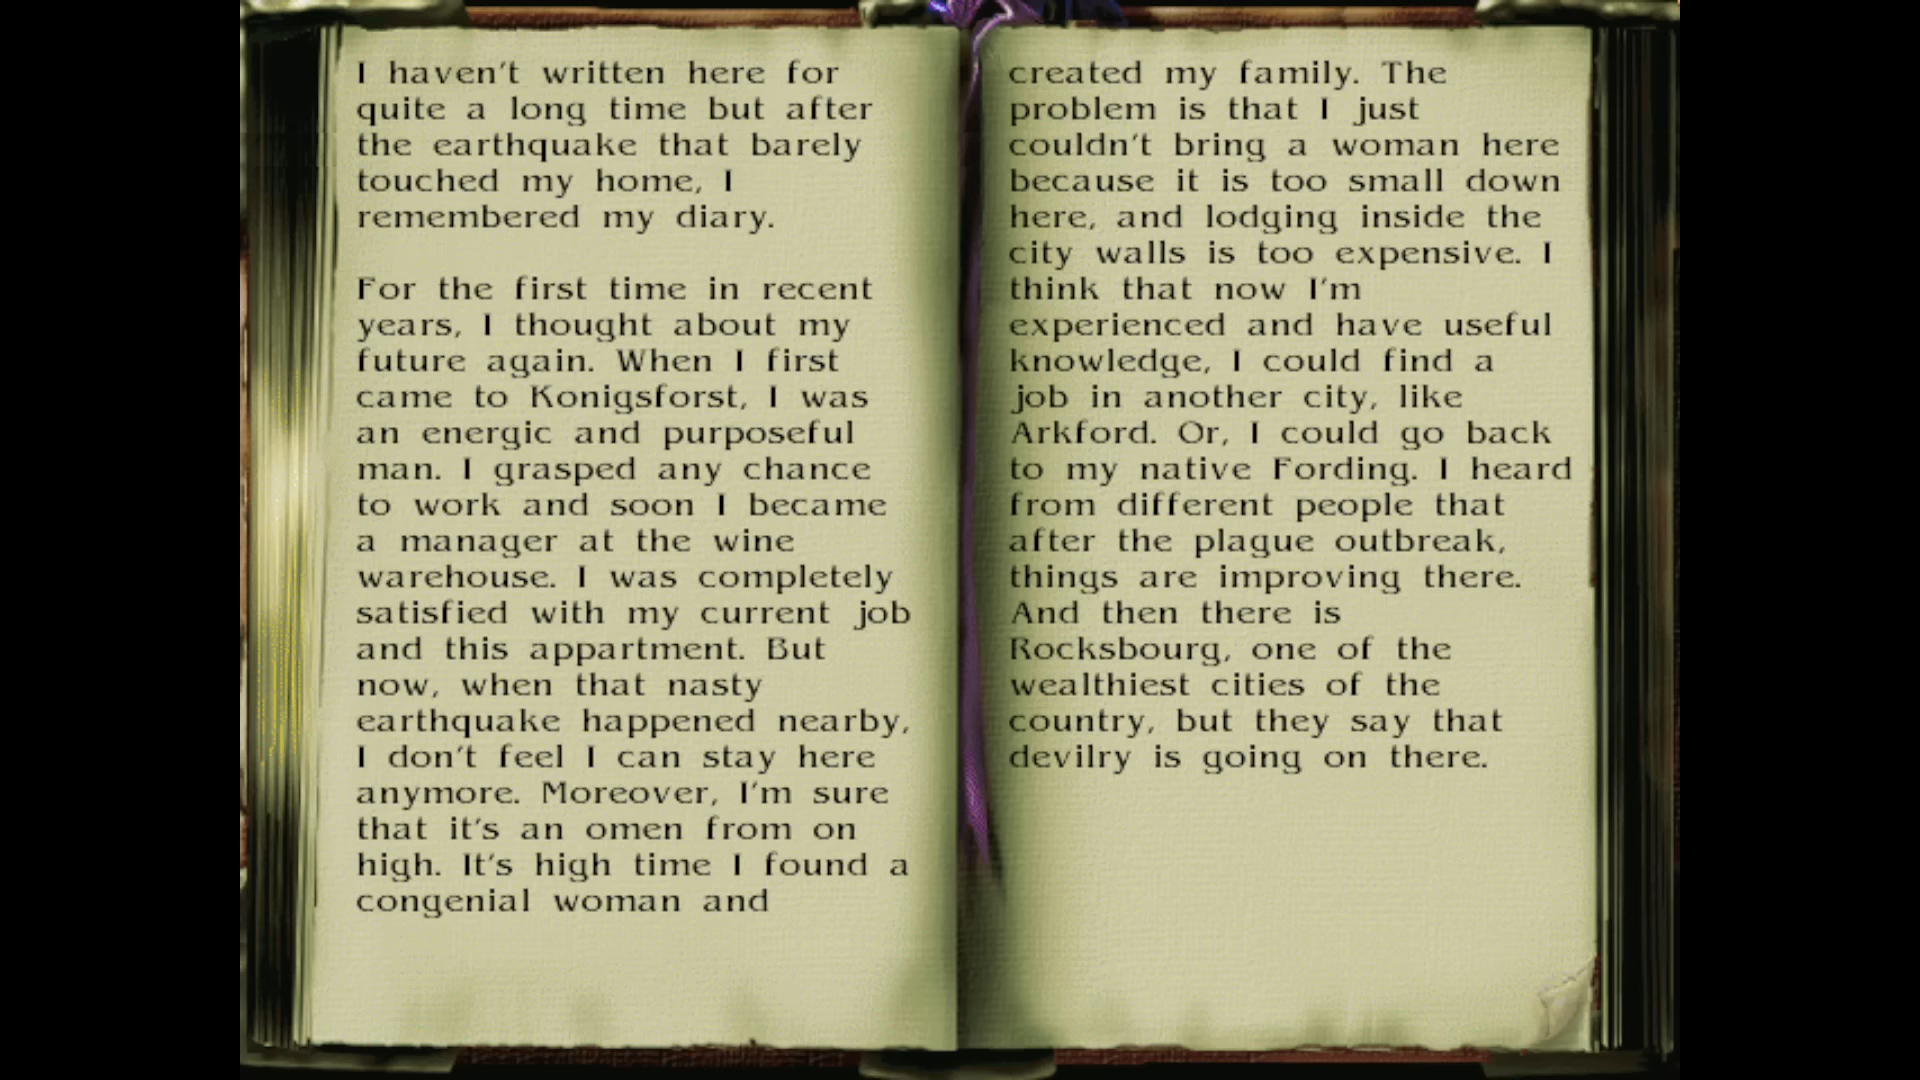 I haven't written here for
quite a long time but after
the earthquake that barely
touched my home, I
remembered my diary.
For the first time in recent
years, I thought about my
future again. When I first
came to Konigsforst, I was
an energic and purposeful
man. I grasped any chance
to work and soon I became
a manager at the wine
warehouse. I was completely
satisfied with my current job
and this appartment. But
now, when that nasty
earthquake happened nearby,
I don't feel I can stay here
anymore. Moreover, I'm sure
that it's an omen from on
high. It's high time I found a
congenial woman and
created my family. The
problem is that I just
couldn't bring a woman here
because it is too small down
here, and lodging inside the
city walls is too expensive. I
think that now I'm
experienced and have useful
knowledge, I could find a
job in another city, like
Arkford. Or, I could go back
to my native Fording. I heard
from different people that
after the plague outbreak,
things are improving there.
And then there is
Rocksbourg, one of the
wealthiest cities of the
country, but they say that
devilry is going on there.